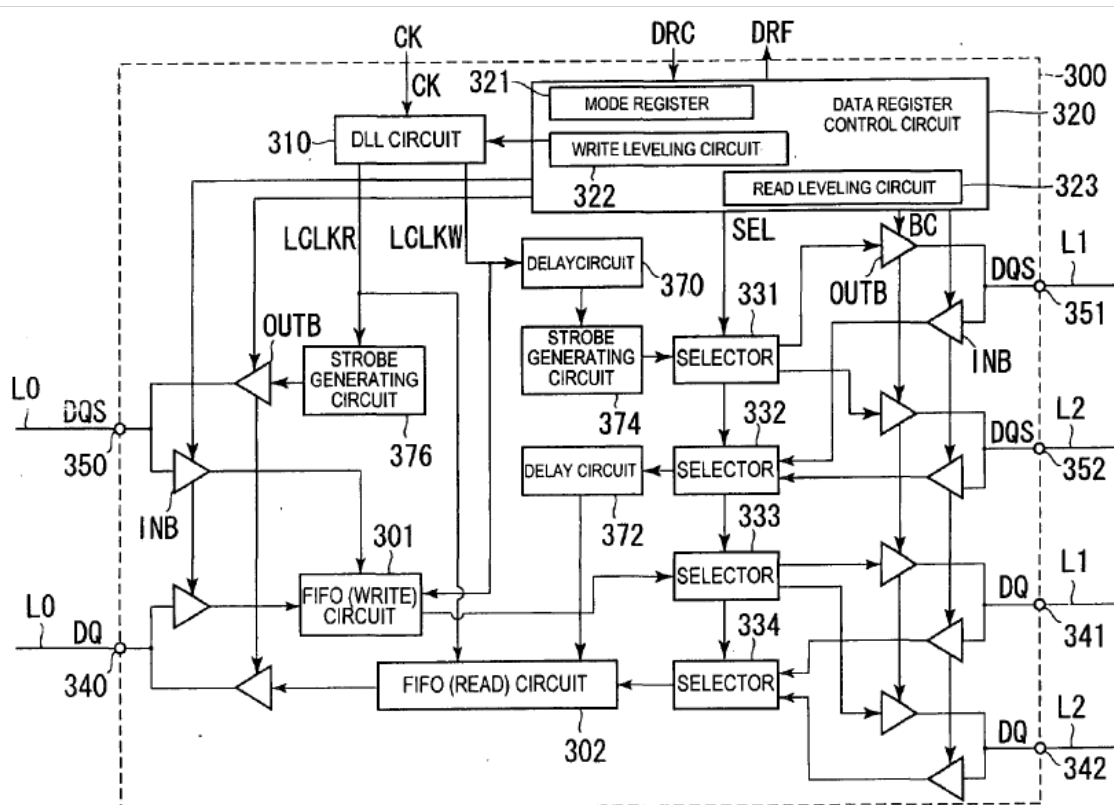 CK
DRC
DRF
300
CK
321
MODE REGISTER
DATA REGISTER
CONTROL CIRCUIT
320
310
DLL CIRCUIT
WRITE LEVELING CIRCUIT
322
READ LEVELING CIRCUIT
323
LCLKR
LCLKW
SEL
BC
L1
DQS
351
DELAY CIRCUIT
370
331
OUTB
OUTB
STROBE
GENERATING
CIRCUIT
376
STROBE
GENERATING
CIRCUIT
374
SELECTOR
INB
L0
DQS
350
332
L2
DQS
352
DELAY CIRCUIT
372
SELECTOR
INB
301
FIFO (WRITE)
CIRCUIT
333
SELECTOR
L1
DQ
341
L0
DQ
340
334
SELECTOR
FIFO (READ) CIRCUIT
302
L2
DQ
342